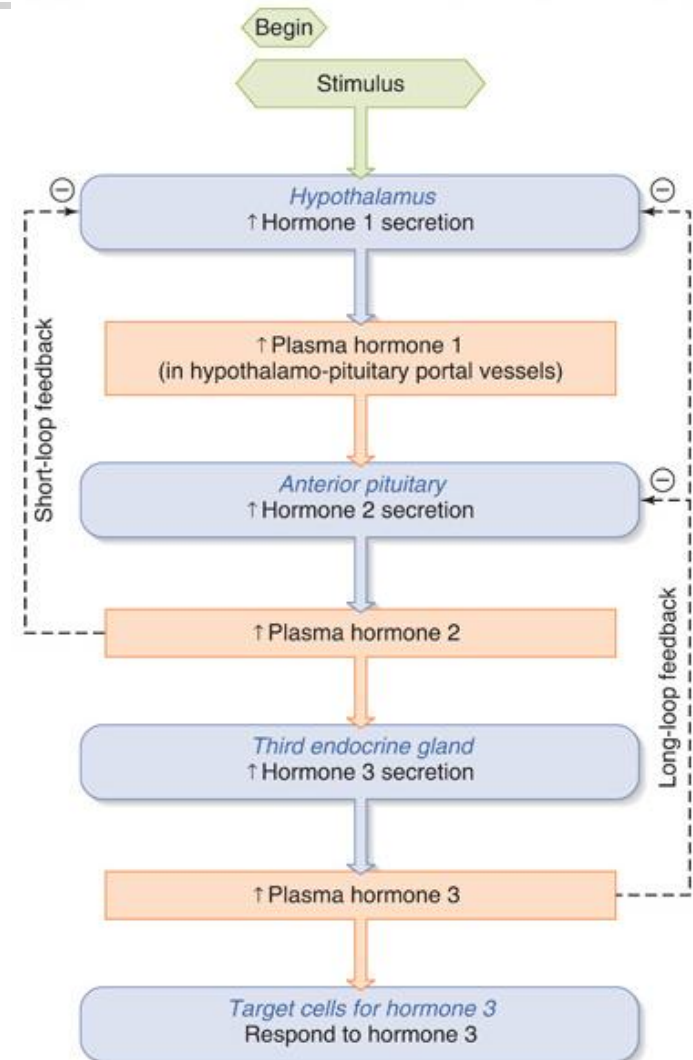 Begin
Stimulus
⊖
⊖
Hypothalamus
↑Hormone 1 secretion
↑Plasma hormone 1
(in hypothalamo-pituitary portal vessels)
Short-loop feedback
Anterior pituitary
↑Hormone 2 secretion
⊖
↑Plasma hormone 2
Long-loop feedback
Third endocrine gland
↑Hormone 3 secretion
↑Plasma hormone 3
Target cells for hormone 3
Respond to hormone 3